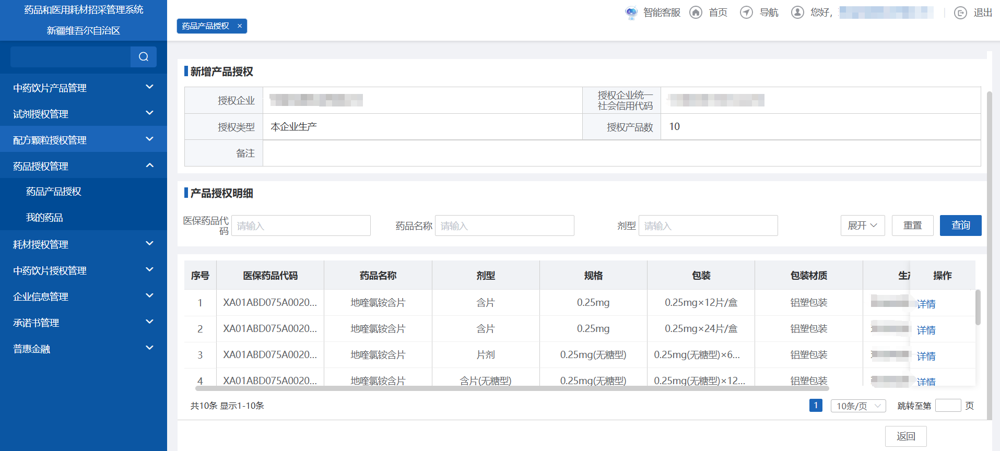 药品和医用耗材招采管理系统
新疆维吾尔自治区
智能客服 首页 导航 您好, 退出
药品产品授权 ×
中药饮片产品管理
试剂授权管理
配方颗粒授权管理
药品授权管理
药品产品授权
我的药品
耗材授权管理
中药饮片授权管理
企业信息管理
承诺书管理
普惠金融
新增产品授权
授权企业
授权企业统一
社会信用代码
授权类型 本企业生产 授权产品数 10
备注
产品授权明细
医保药品代
码
请输入 药品名称 请输入 剂型 请输入 展开 重置 查询
序号 医保药品代码 药品名称 剂型 规格 包装 包装材质 生产 操作
1 XA01ABD075A0020... 地喹氯铵含片 含片 0.25mg 0.25mg×12片/盒 铝塑包装 详情
2 XA01ABD075A0020... 地喹氯铵含片 含片 0.25mg 0.25mg×24片/盒 铝塑包装 详情
3 XA01ABD075A0020... 地喹氯铵含片 片剂 0.25mg(无糖型) 0.25mg(无糖型)×6... 铝塑包装 详情
4 XA01ABD075A0020... 地喹氯铵含片 含片(无糖型) 0.25mg(无糖型) 0.25mg(无糖型)×12... 铝塑包装 详情
共10条 显示1-10条 1 10条/页 跳转至第 页
返回